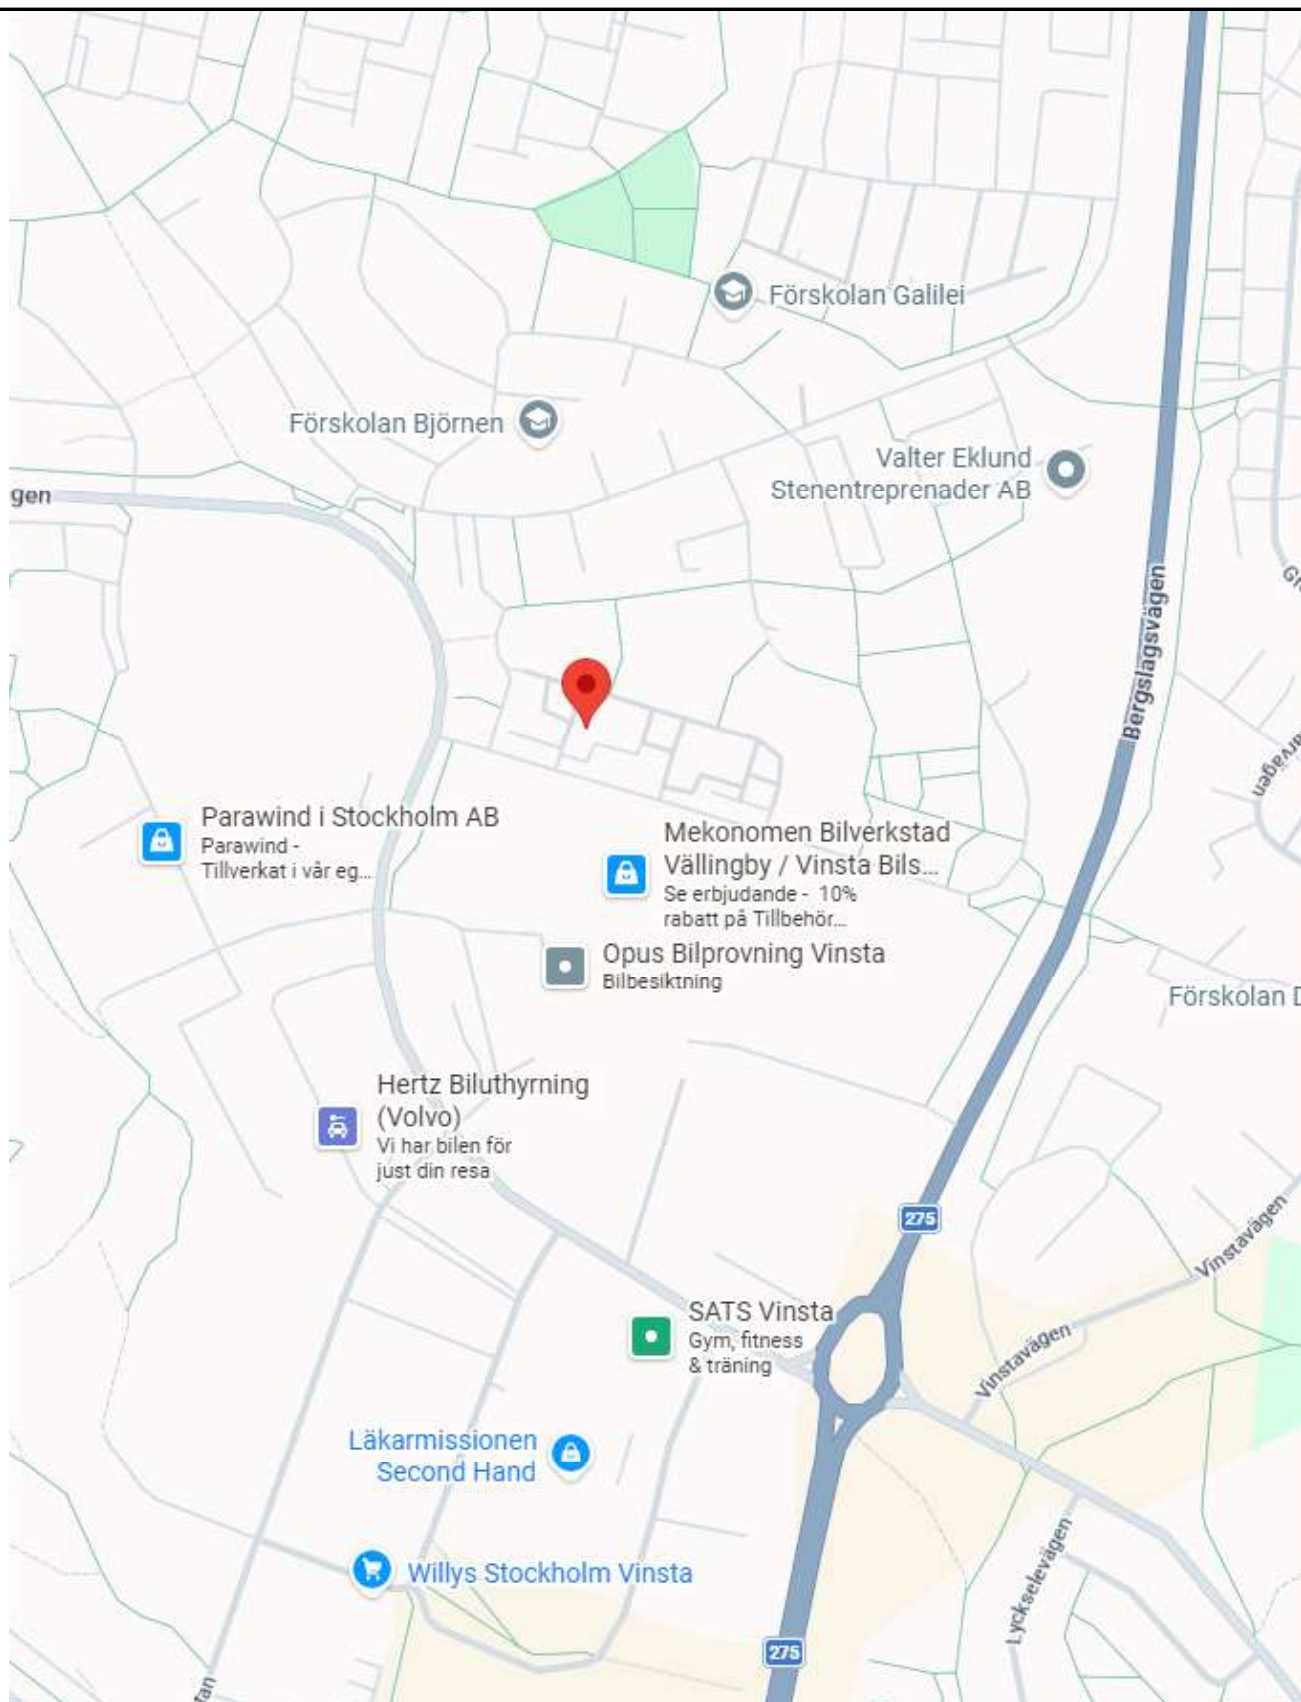 Förskolan Galilei
Förskolan Björnen
Valter Eklund
Stenentreprenader AB
gen
Bergslagsvägen
Parawind i Stockholm AB
Parawind -
Tillverkat i vår eg...
Mekonomen Bilverkstad
Vällingby / Vinsta Bils...
Se erbjudande - 10%
rabatt på Tillbehör...
Opus Bilprovning Vinsta
Bilbesiktning
Förskolan D
Hertz Biluthyrning
(Volvo)
Vi har bilen för
just din resa
275
Vinstavägen
SATS Vinsta
Gym, fitness
& träning
Vinstavägen
Läkarmissionen
Second Hand
Willys Stockholm Vinsta
Lyckselevägen
275
tan